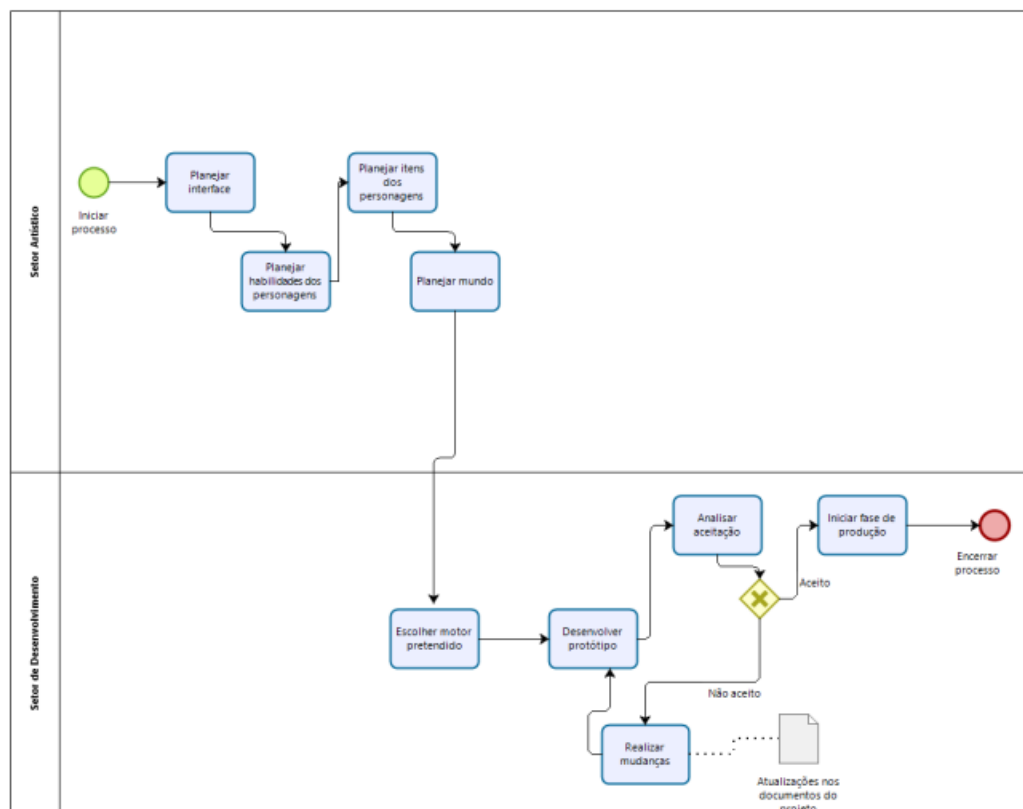 Setor Artístico
Iniciar
processo
Planejar
interface
Planejar
habilidades dos
personagens
Planejar itens
dos
personagens
Planejar mundo
Setor de Desenvolvimento
Escolher motor
pretendido
Desenvolver
protótipo
Analisar
aceitação
Aceito
Iniciar fase de
produção
Encerrar
processo
Não aceito
Realizar
mudanças
Atualizações nos
documentos do
projeto